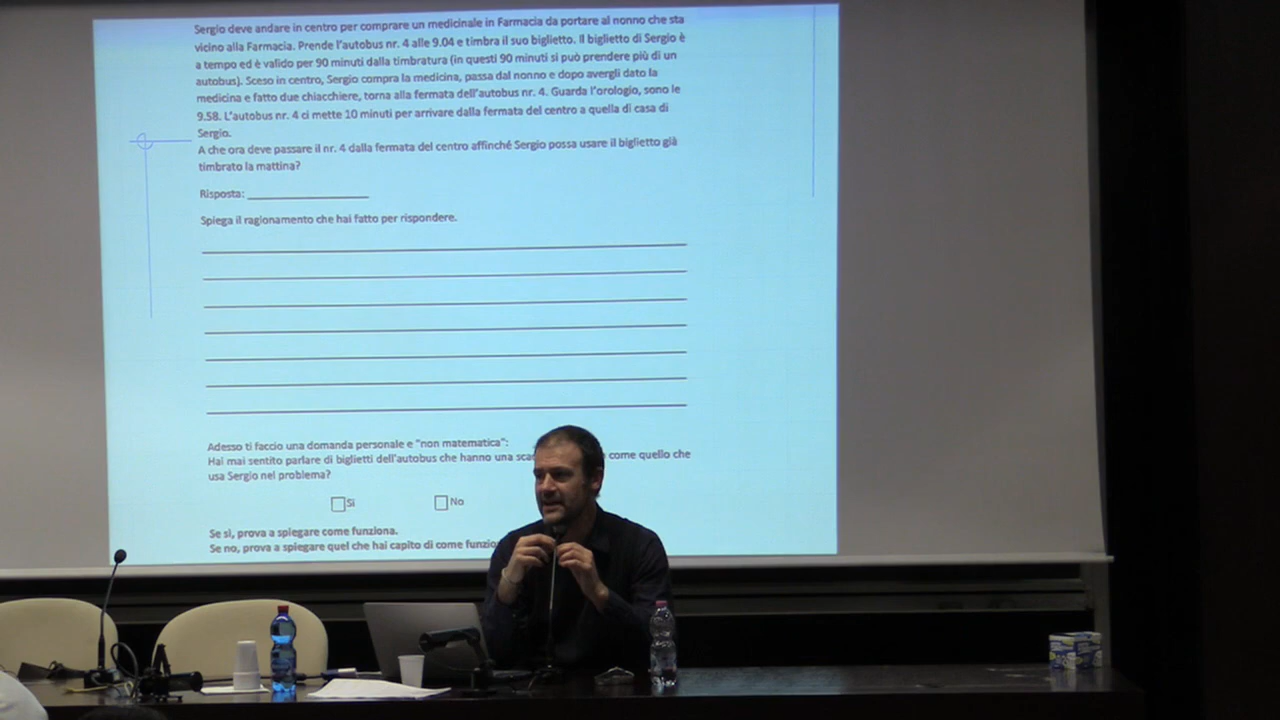 Sergio deve andare in centro per comprare un medicinale in Farmacia da portare al nonno che sta
vicino alla Farmacia. Prende l'autobus nr. 4 alle 9.04 e timbra il suo biglietto. Il biglietto di Sergio è
a tempo ed è valido per 90 minuti dalla timbratura (in questi 90 minuti si può prendere più di un
autobus). Sceso in centro, Sergio compra la medicina, passa dal nonno e dopo avergli dato la
medicina e fatto due chiacchiere, torna alla fermata dell'autobus nr. 4. Guarda l'orologio, sono le
9.58. L'autobus nr. 4 ci mette 10 minuti per arrivare dalla fermata del centro a quella di casa di
Sergio.
A che ora deve passare il nr. 4 dalla fermata del centro affinché Sergio possa usare il biglietto già
timbrato la mattina?
Risposta:
Spiega il ragionamento che hai fatto per rispondere.
Adesso ti faccio una domanda personale e "non matematica":
Hai mai sentito parlare di biglietti dell'autobus che hanno una come quello che
usa Sergio nel problema?
Sì No
Se sì, prova a spiegare come funziona.
Se no, prova a spiegare quel che hai capito di come